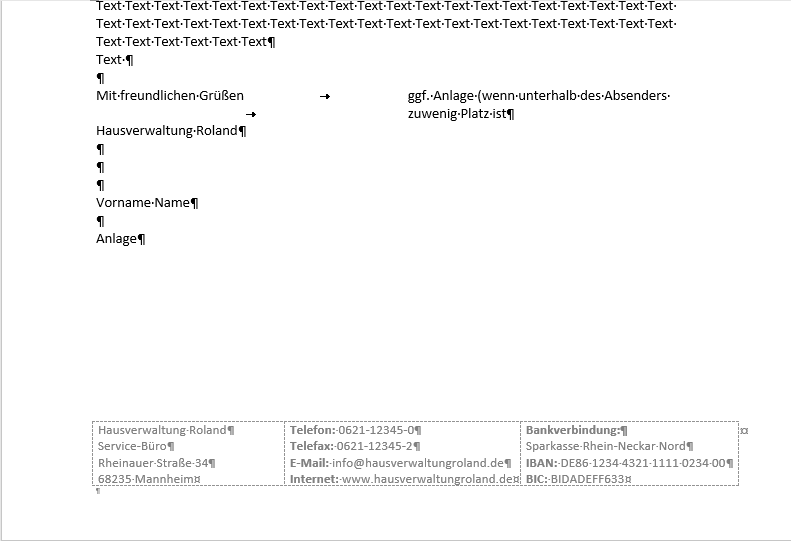 Text Text Text Text Text Text Text Text Text Text Text Text Text Text Text Text Text Text Text Text
Text Text Text Text Text Text Text Text Text Text Text Text Text Text Text Text Text Text Text Text
Text Text Text Text Text Text¶
Text ¶
¶
Mit freundlichen Grüßen → ggf. Anlage (wenn unterhalb des Absenders
→ zuwenig Platz ist¶
Hausverwaltung Roland¶
¶
¶
¶
Vorname Name¶
¶
Anlage¶
Hausverwaltung Roland¶
Service-Büro¶
Rheinauer Straße 34¶
68235 Mannheim¤
Telefon: 0621-12345-0¶
Telefax: 0621-12345-2¶
E-Mail: info@hausverwaltungroland.de¶
Internet: www.hausverwaltungroland.de¤
Bankverbindung:¶
Sparkasse Rhein-Neckar Nord¶
IBAN: DE86 1234 4321 1111 0234 00¶
BIC: BIDADEFF633¤
¤
¶